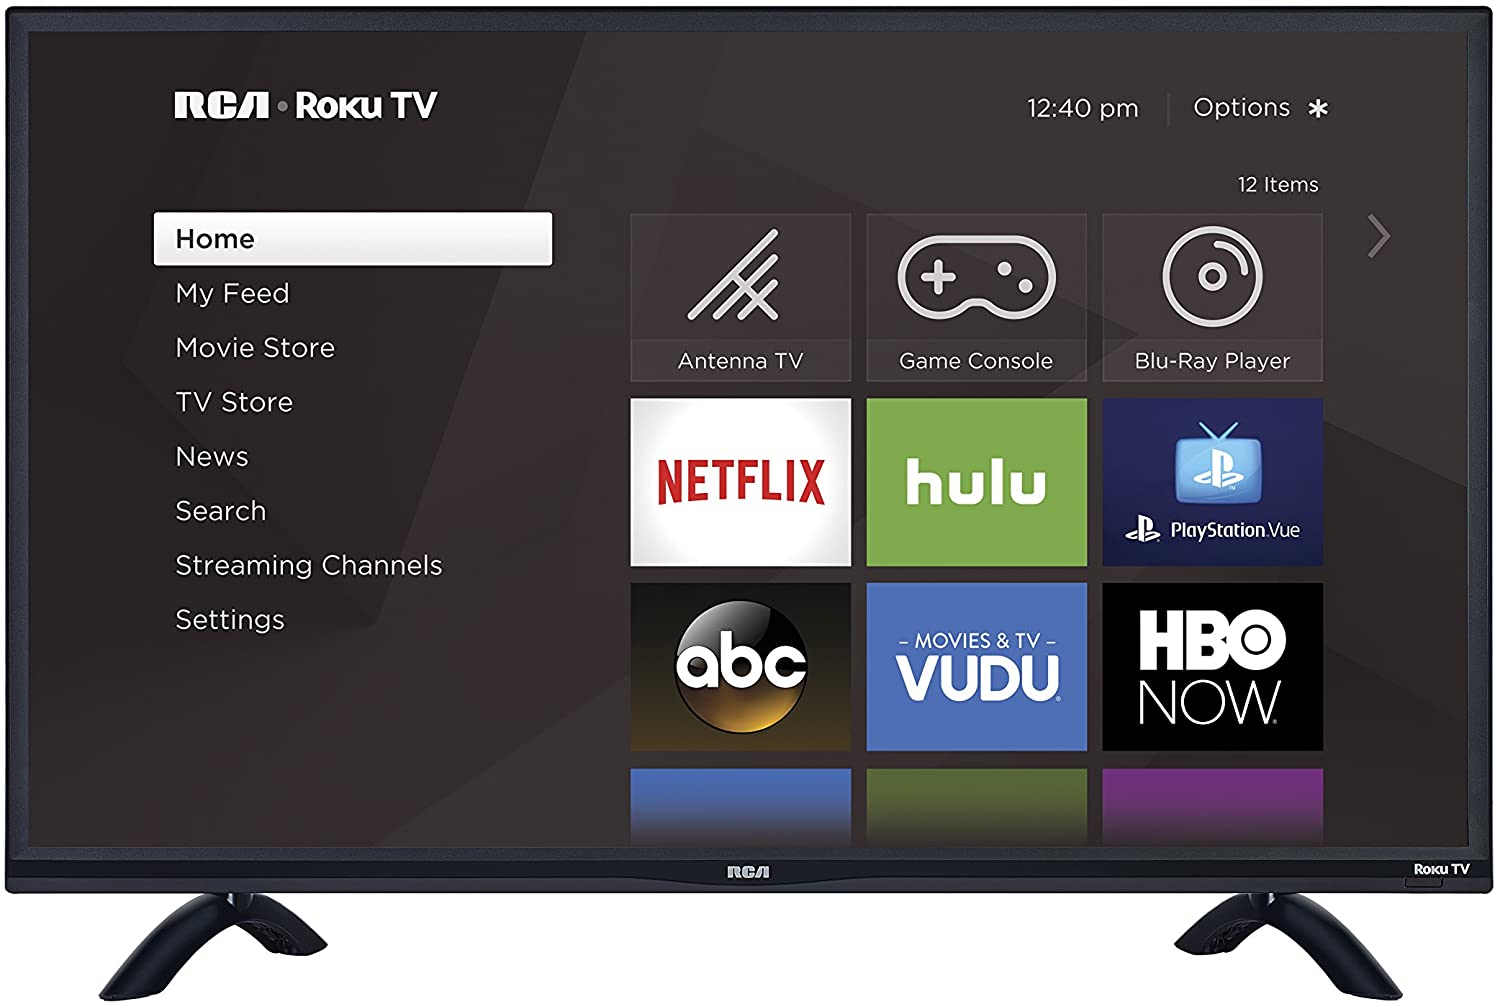 RCA • Roku TV
12:40 pm | Options *
12 Items
Home
My Feed
Movie Store
TV Store
News
Search
Streaming Channels
Settings
Antenna TV
Game Console
Blu-Ray Player
NETFLIX
hulu
PlayStation™Vue
abc
– MOVIES & TV –
VUDU
HBO
NOW
RCA
Roku TV